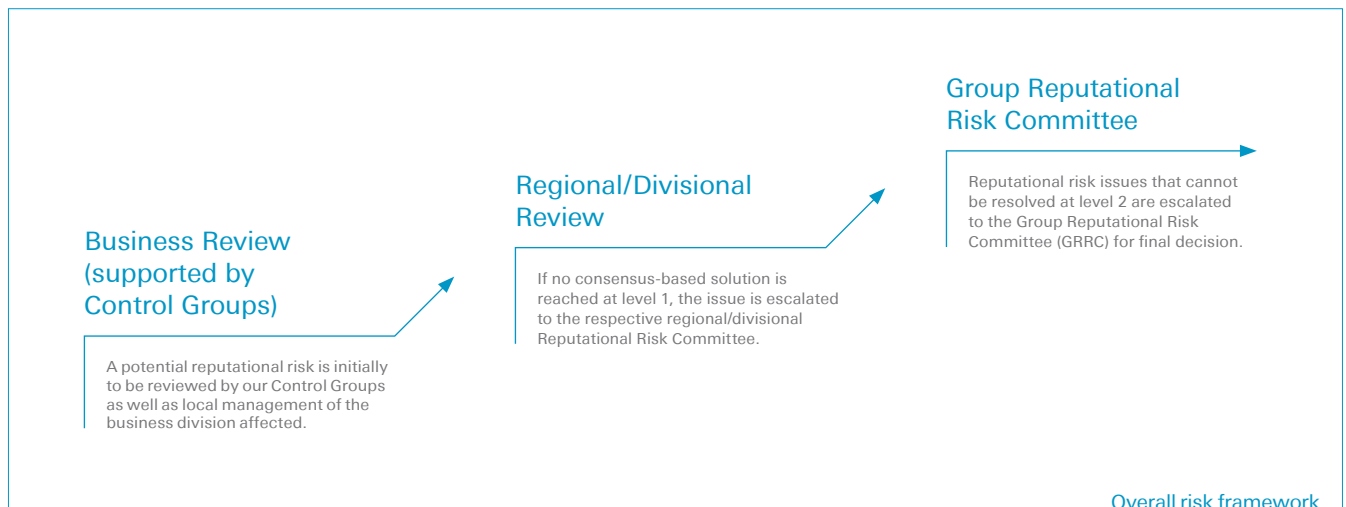 Business Review
(supported by
Control Groups)
A potential reputational risk is initially
to be reviewed by our Control Groups
as well as local management of the
business division affected.
Regional/Divisional
Review
If no consensus-based solution is
reached at level 1, the issue is escalated
to the respective regional/divisional
Reputational Risk Committee.
Group Reputational
Risk Committee
Reputational risk issues that cannot
be resolved at level 2 are escalated
to the Group Reputational Risk
Committee (GRRC) for final decision.
Overall risk framework